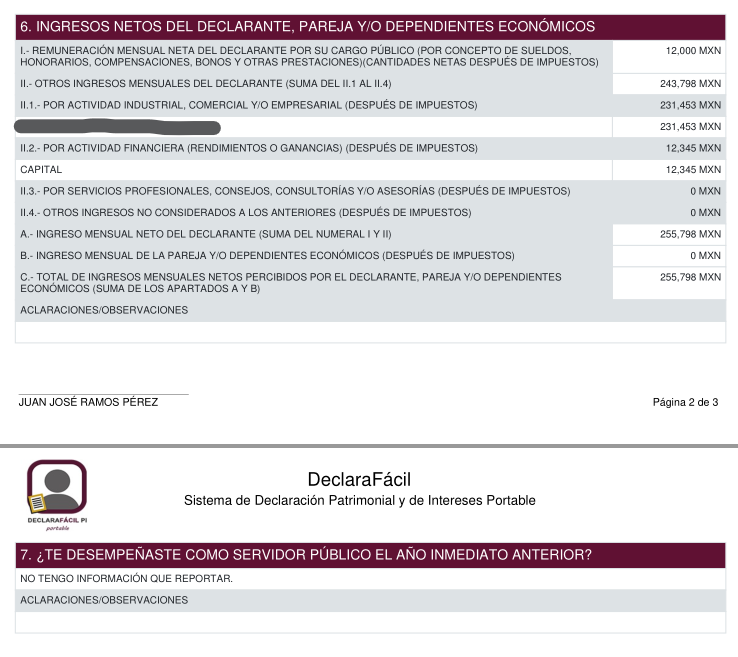 6. INGRESOS NETOS DEL DECLARANTE, PAREJA Y/O DEPENDIENTES ECONÓMICOS
I.- REMUNERACIÓN MENSUAL NETA DEL DECLARANTE POR SU CARGO PÚBLICO (POR CONCEPTO DE SUELDOS, 12,000 MXN
HONORARIOS, COMPENSACIONES, BONOS Y OTRAS PRESTACIONES)(CANTIDADES NETAS DESPUÉS DE IMPUESTOS)
II.- OTROS INGRESOS MENSUALES DEL DECLARANTE (SUMA DEL II.1 AL II.4) 243,798 MXN
II.1.- POR ACTIVIDAD INDUSTRIAL, COMERCIAL Y/O EMPRESARIAL (DESPUÉS DE IMPUESTOS) 231,453 MXN
231,453 MXN
II.2.- POR ACTIVIDAD FINANCIERA (RENDIMIENTOS O GANANCIAS) (DESPUÉS DE IMPUESTOS) 12,345 MXN
CAPITAL 12,345 MXN
II.3.- POR SERVICIOS PROFESIONALES, CONSEJOS, CONSULTORÍAS Y/O ASESORÍAS (DESPUÉS DE IMPUESTOS) 0 MXN
II.4.- OTROS INGRESOS NO CONSIDERADOS A LOS ANTERIORES (DESPUÉS DE IMPUESTOS) 0 MXN
A.- INGRESO MENSUAL NETO DEL DECLARANTE (SUMA DEL NUMERAL I Y II) 255,798 MXN
B.- INGRESO MENSUAL DE LA PAREJA Y/O DEPENDIENTES ECONÓMICOS (DESPUÉS DE IMPUESTOS) 0 MXN
C.- TOTAL DE INGRESOS MENSUALES NETOS PERCIBIDOS POR EL DECLARANTE, PAREJA Y/O DEPENDIENTES 255,798 MXN
ECONÓMICOS (SUMA DE LOS APARTADOS A Y B)
ACLARACIONES/OBSERVACIONES
JUAN JOSÉ RAMOS PÉREZ Página 2 de 3
DeclaraFácil
Sistema de Declaración Patrimonial y de Intereses Portable
DECLARAFÁCIL PI
portable
7. ¿TE DESEMPEÑASTE COMO SERVIDOR PÚBLICO EL AÑO INMEDIATO ANTERIOR?
NO TENGO INFORMACIÓN QUE REPORTAR.
ACLARACIONES/OBSERVACIONES